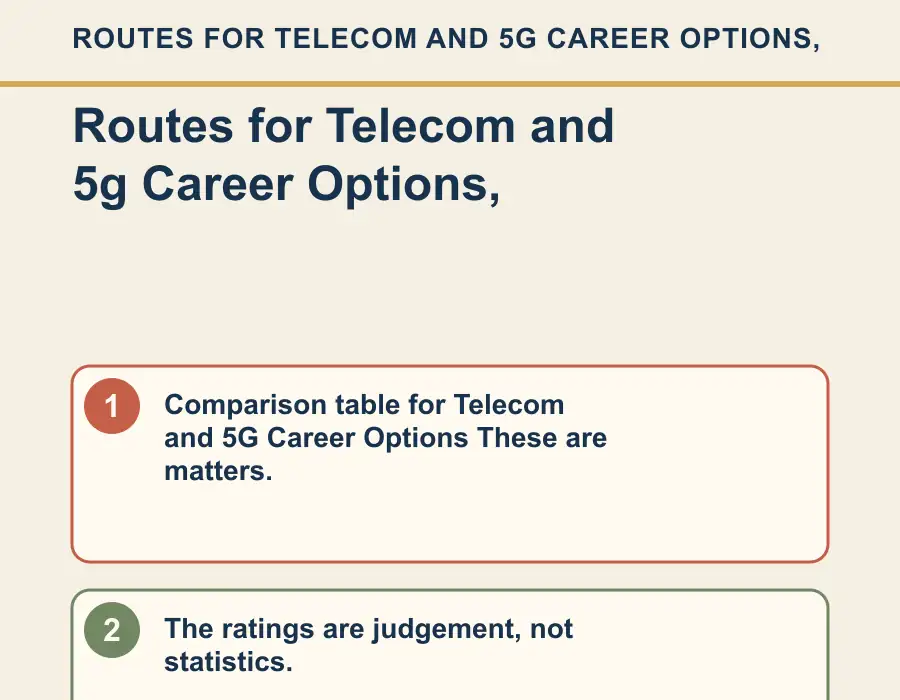 ROUTES FOR TELECOM AND 5G CAREER OPTIONS,
Routes for Telecom and
5g Career Options,
1
Comparison table for Telecom
and 5G Career Options These are
matters.
2
The ratings are judgement, not
statistics.